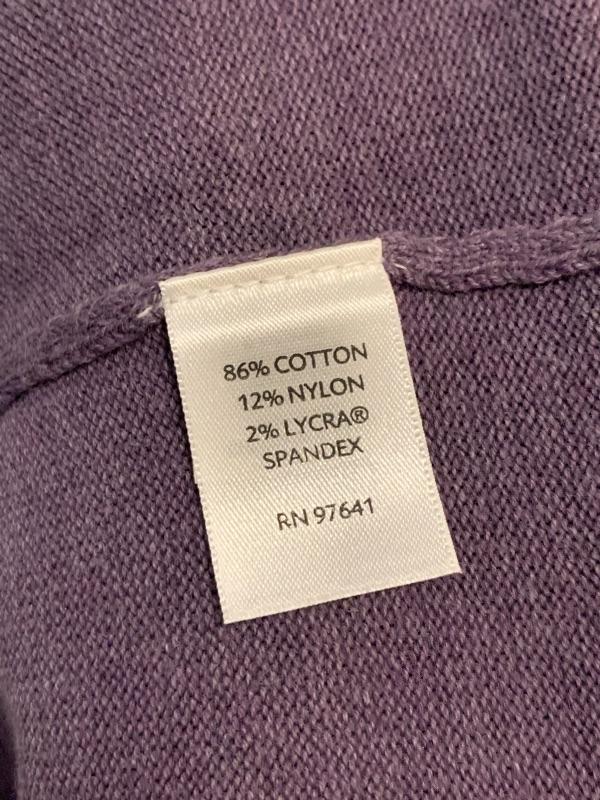 86% COTTON
12% NYLON
2% LYCRA®
SPANDEX
RN 97641